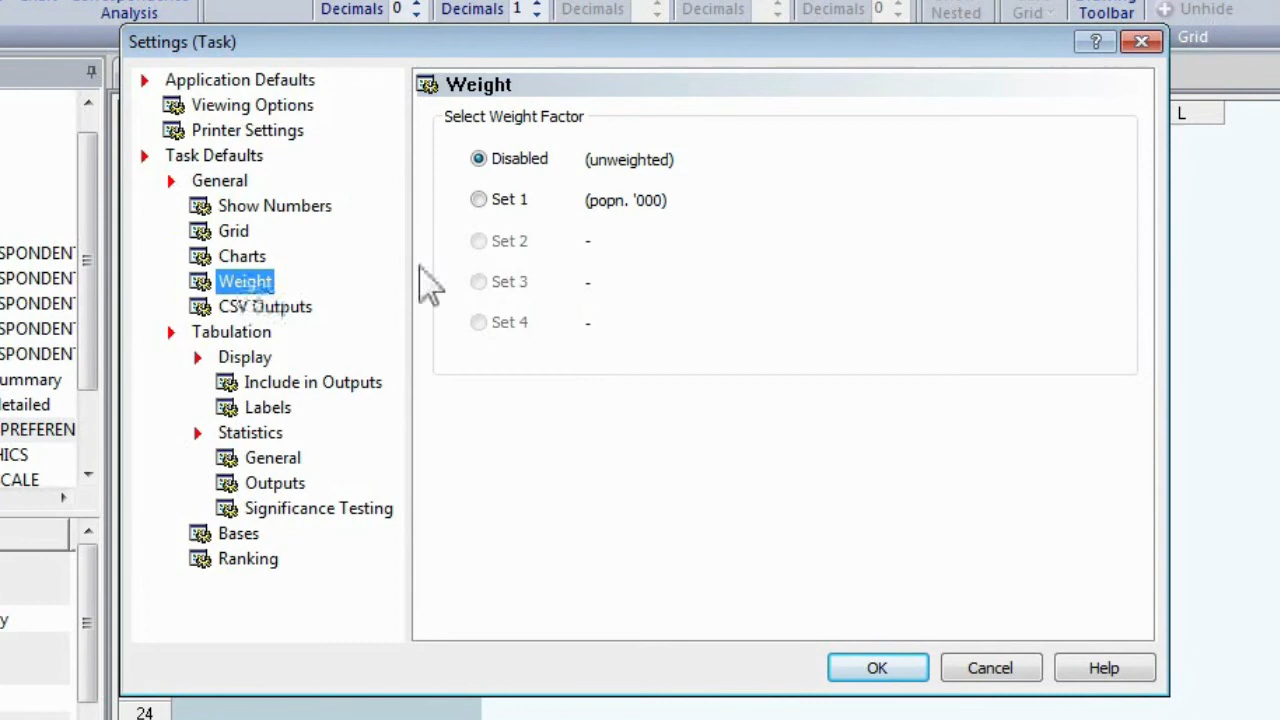 Analysis
Decimals 0
Decimals 1
Decimals
Decimals
Decimals 0
Nested
Grid
Toolbar
Unhide
Grid
Settings (Task)
Application Defaults
Viewing Options
Printer Settings
Task Defaults
General
Show Numbers
Grid
Charts
Weight
CSV Outputs
Tabulation
Display
Include in Outputs
Labels
Statistics
General
Outputs
Significance Testing
Bases
Ranking
Weight
Select Weight Factor
Disabled (unweighted)
Set 1 (popn. '000)
Set 2 -
Set 3 -
Set 4 -
OK Cancel Help
L
SPONDENT
SPONDENT
SPONDENT
SPONDENT
ummary
etailed
PREFEREN
HICS
SCALE
y
24